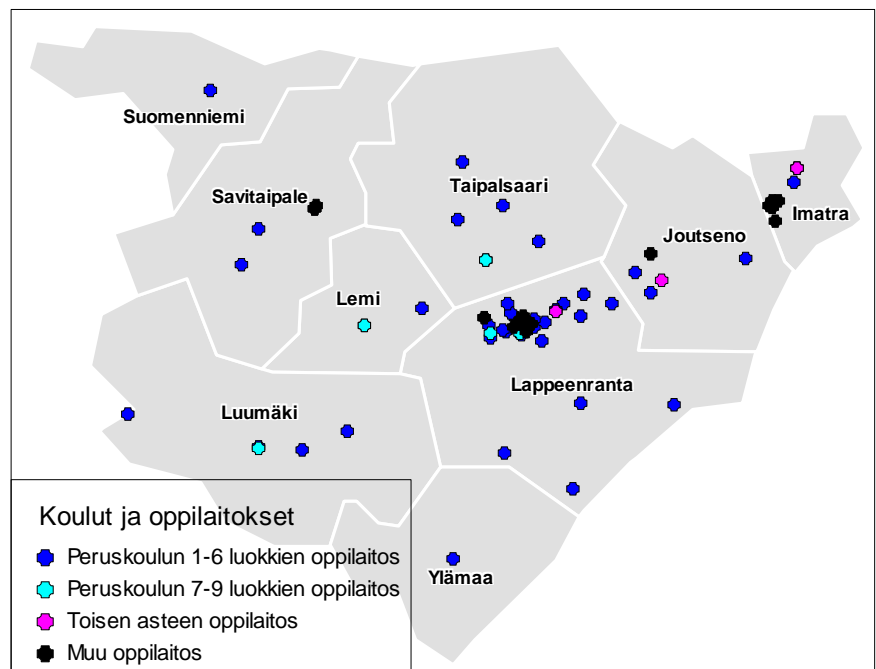 Suomenniemi
Savitaipale
Taipalsaari
Imatra
Joutseno
Lemi
Lappeenranta
Luumäki
Ylämaa
Koulut ja oppilaitokset
Peruskoulun 1-6 luokkien oppilaitos
Peruskoulun 7-9 luokkien oppilaitos
Toisen asteen oppilaitos
Muu oppilaitos